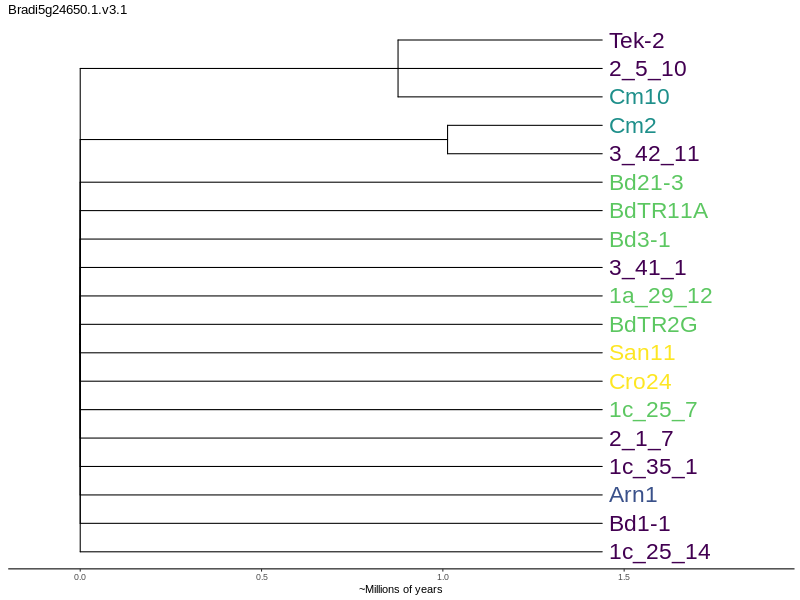 Bradi5g24650.1.v3.1
Tek-2
2_5_10
Cm10
Cm2
3_42_11
Bd21-3
BdTR11A
Bd3-1
3_41_1
1a_29_12
BdTR2G
San11
Cro24
1c_25_7
2_1_7
1c_35_1
Arn1
Bd1-1
1c_25_14
0.0 0.5 1.0 1.5
~Millions of years